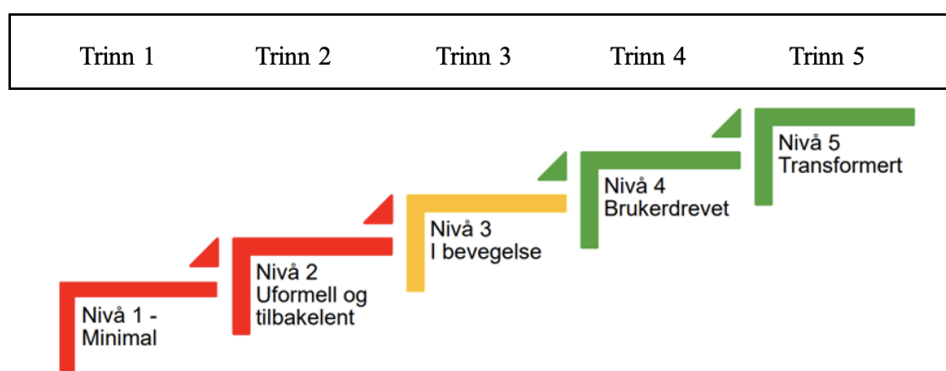 Trinn 1 Trinn 2 Trinn 3 Trinn 4 Trinn 5
Nivå 1 -
Minimal
Nivå 2
Uformell og
tilbakelent
Nivå 3
I bevegelse
Nivå 4
Brukerdrevet
Nivå 5
Transformert